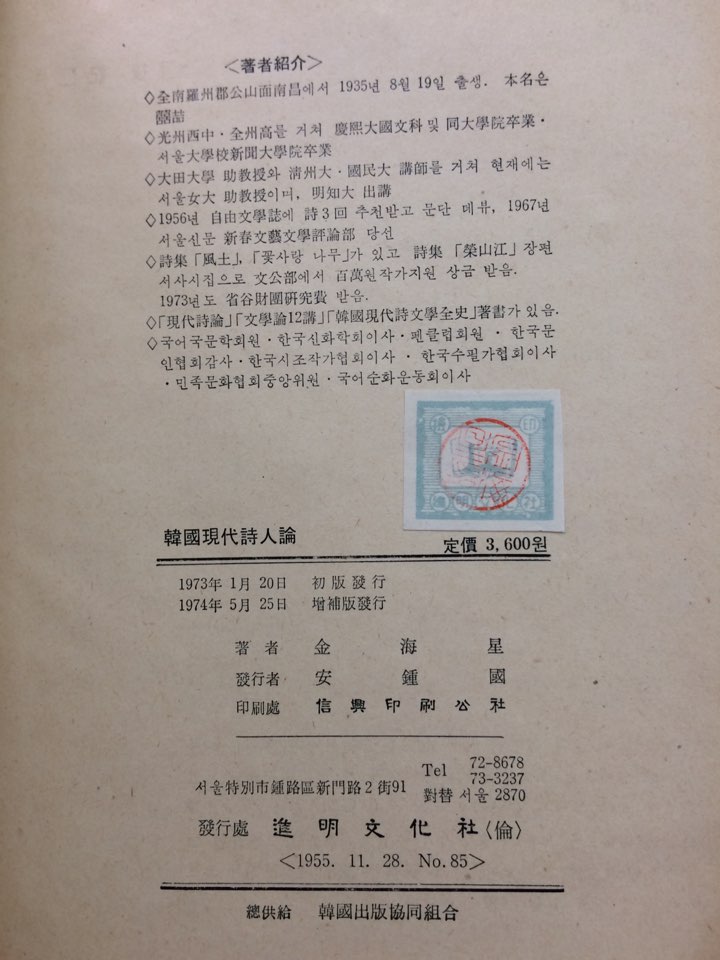 <著者紹介>
◇全南羅州郡公山面南昌에서 1935년 8월 19일 출생. 本名은
喆
◇光州西中·全州高를 거쳐 慶熙大國文科및 同大學院卒業·
서울大學校新聞大學院卒業
◇大田大學 助敎授와 淸州大·國民大 講師를 거쳐 현재에는
서울女大 助敎授이며, 明知大 出講
◇1956년 自由文學誌에 詩3回 추천받고 문단 데뷰, 1967년
서울신문 新春文藝文學評論部 당선
◇詩集「風土」,「꽃사랑 나무」가 있고 詩集「榮山江」장편
서사시집으로 文公部에서 百萬원作家지원 상금 받음.
1973년도 省谷財團硏究費 받음.
◇「現代詩論」「文學論12講」「韓國現代詩文學全史」著書가 있음.
◇국어국문학회원·한국신화학회이사·펜클럽회원 · 한국문
인협회감사·한국시조작가협회이사 · 한국수필가협회이사
·민족문화협회중앙위원·국어순화운동회이사
韓國現代詩人論
定價 3,600원
1973年 1月 20日 初版發行
1974年 5月 25日 增補版發行
著者 金海星
發行者 安鍾國
印刷處 信興印刷公社
서울特別市鍾路區新門路2街91
Tel 72-8678
73-3237
對替 서울 2870
發行處 進明文化社〈倫〉
<1955. 11. 28. No.85>
總供給 韓國出版協同組合